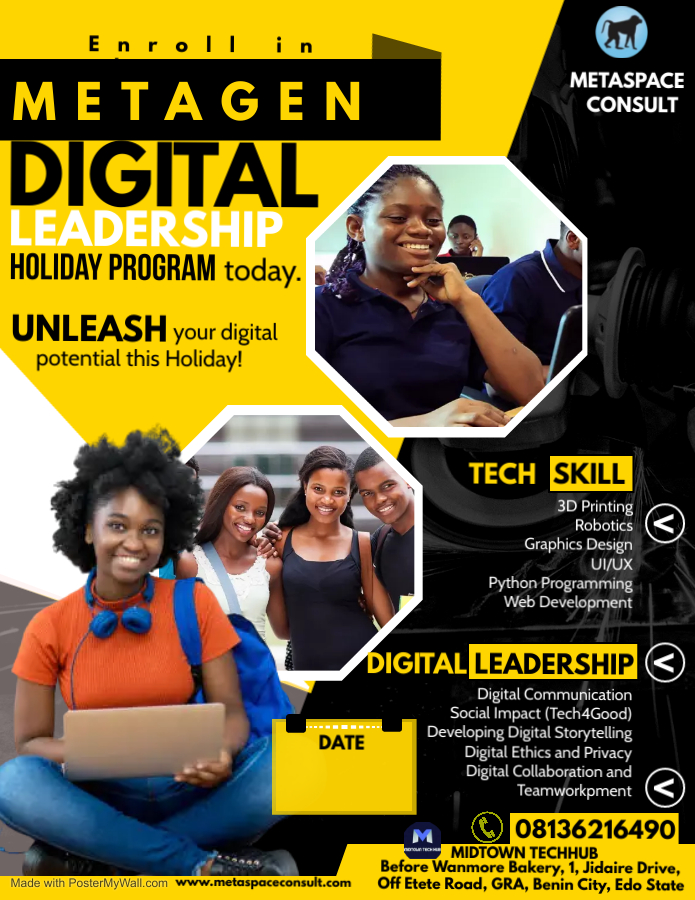 Enroll in
METAGEN
DIGITAL
LEADERSHIP
HOLIDAY PROGRAM today.
UNLEASH your digital
potential this Holiday!
METASPACE
CONSULT
TECH SKILL
3D Printing
Robotics
Graphics Design
UI/UX
Python Programming
Web Development
<
DIGITAL LEADERSHIP
<
Digital Communication
Social Impact (Tech4Good)
Developing Digital Storytelling
Digital Ethics and Privacy
Digital Collaboration and
Teamworkpment
<
DATE
08136216490
M
MIDTOWN TECH HUB
MIDTOWN TECHHUB
Before Wanmore Bakery, 1, Jidaire Drive,
Off Etete Road, GRA, Benin City, Edo State
Made with PosterMyWall.com
www.metaspaceconsult.com